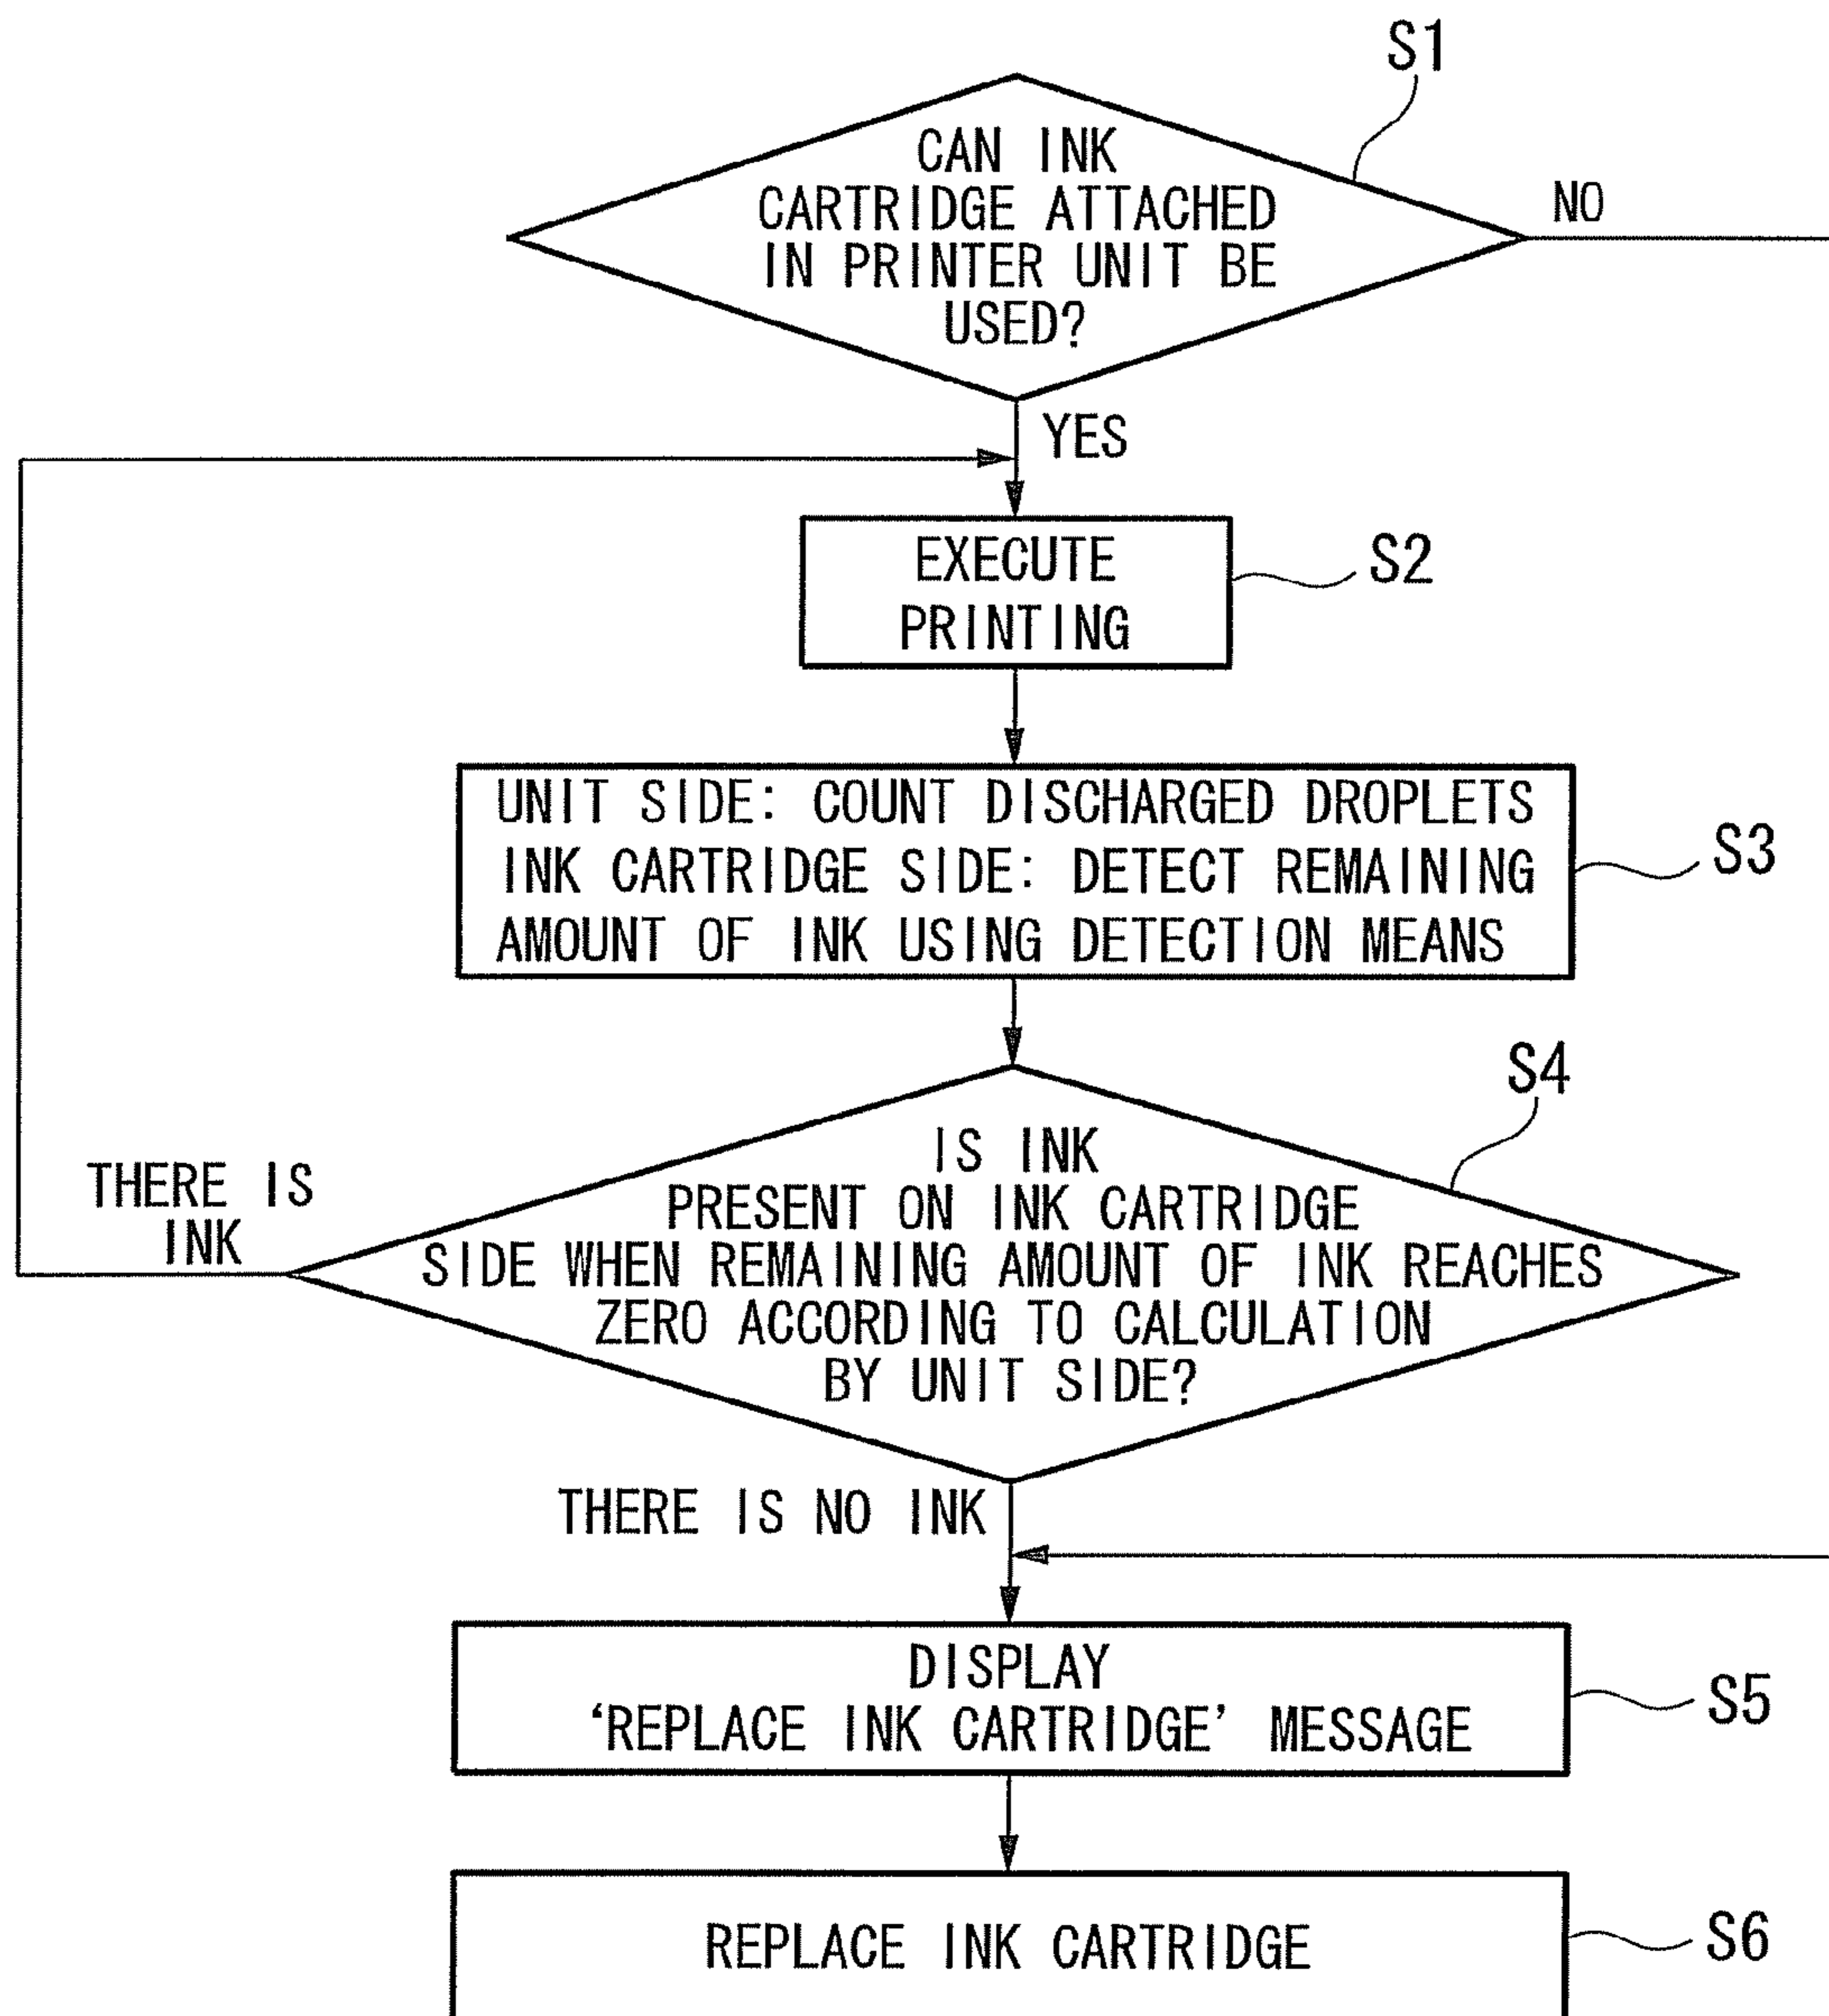 S1
CAN INK
CARTRIDGE ATTACHED
IN PRINTER UNIT BE
USED?
NO
YES
EXECUTE
PRINTING
S2
UNIT SIDE: COUNT DISCHARGED DROPLETS
INK CARTRIDGE SIDE: DETECT REMAINING
AMOUNT OF INK USING DETECTION MEANS
S3
S4
IS INK
PRESENT ON INK CARTRIDGE
SIDE WHEN REMAINING AMOUNT OF INK REACHES
ZERO ACCORDING TO CALCULATION
BY UNIT SIDE?
THERE IS
INK
THERE IS NO INK
DISPLAY
‘REPLACE INK CARTRIDGE’ MESSAGE
S5
REPLACE INK CARTRIDGE
S6